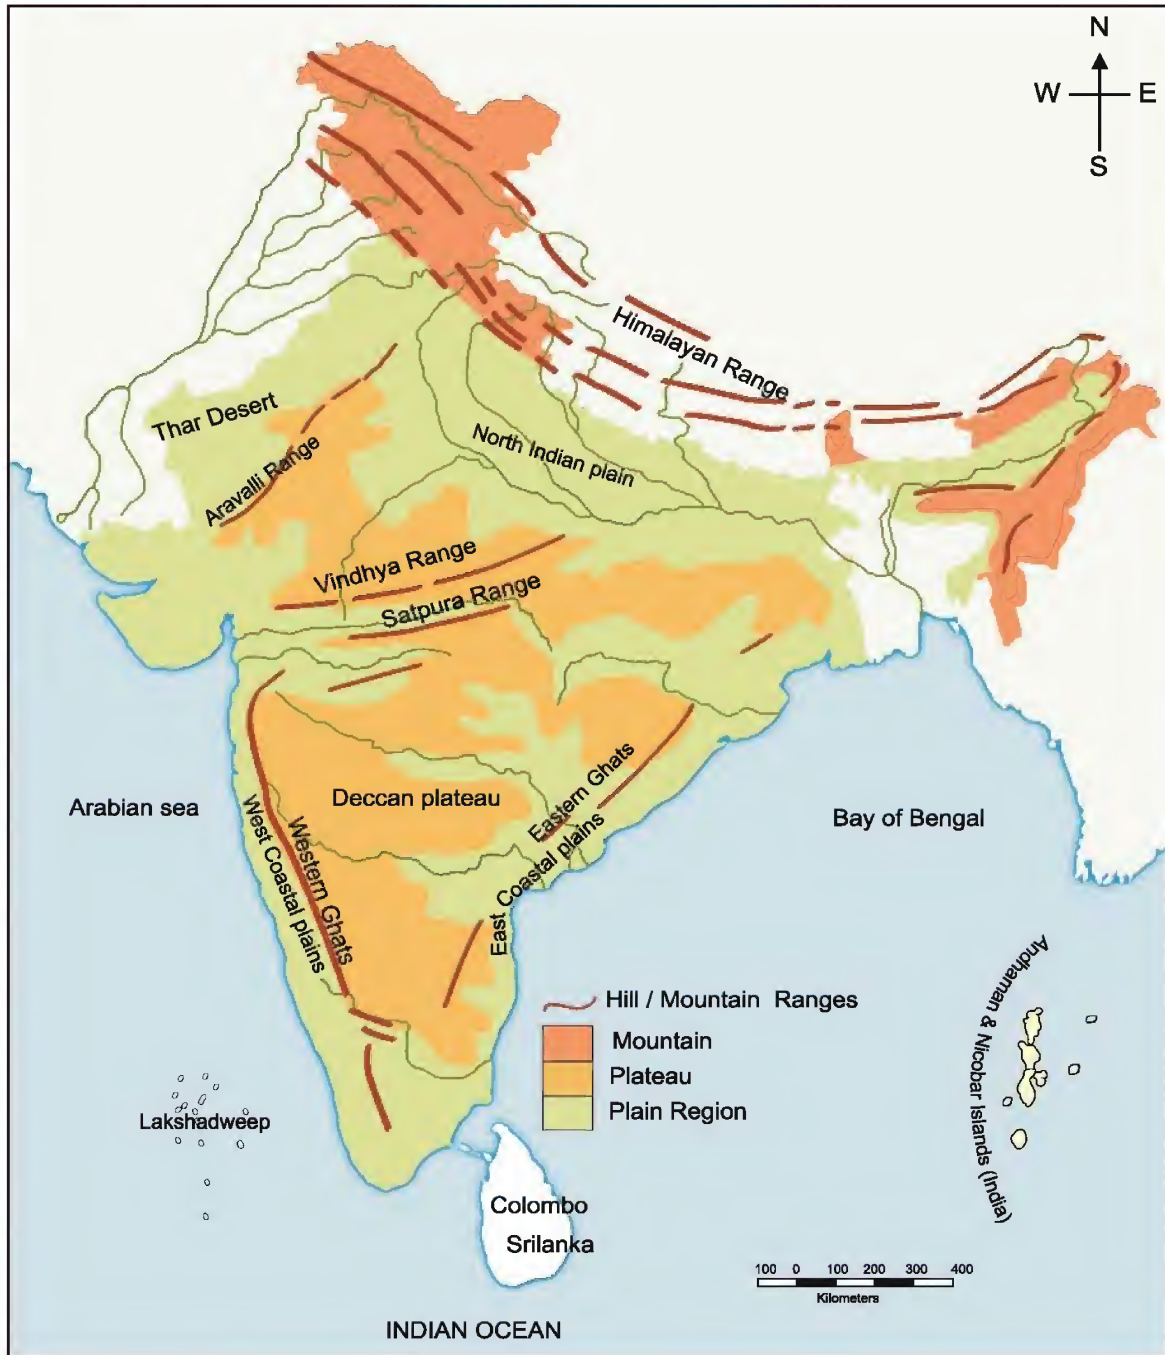 N
W E
S
Himalayan Range
Thar Desert
North Indian plain
Aravalli Range
Vindhya Range
Satpura Range
Arabian sea
Deccan plateau
Eastern Ghats
Bay of Bengal
West Coastal plains
Western Ghats
East Coastal plains
Hill / Mountain Ranges
Mountain
Plateau
Plain Region
Andhaman & Nicobar Islands (India)
Lakshadweep
Colombo
Srilanka
100 0 100 200 300 400
Kilometers
INDIAN OCEAN